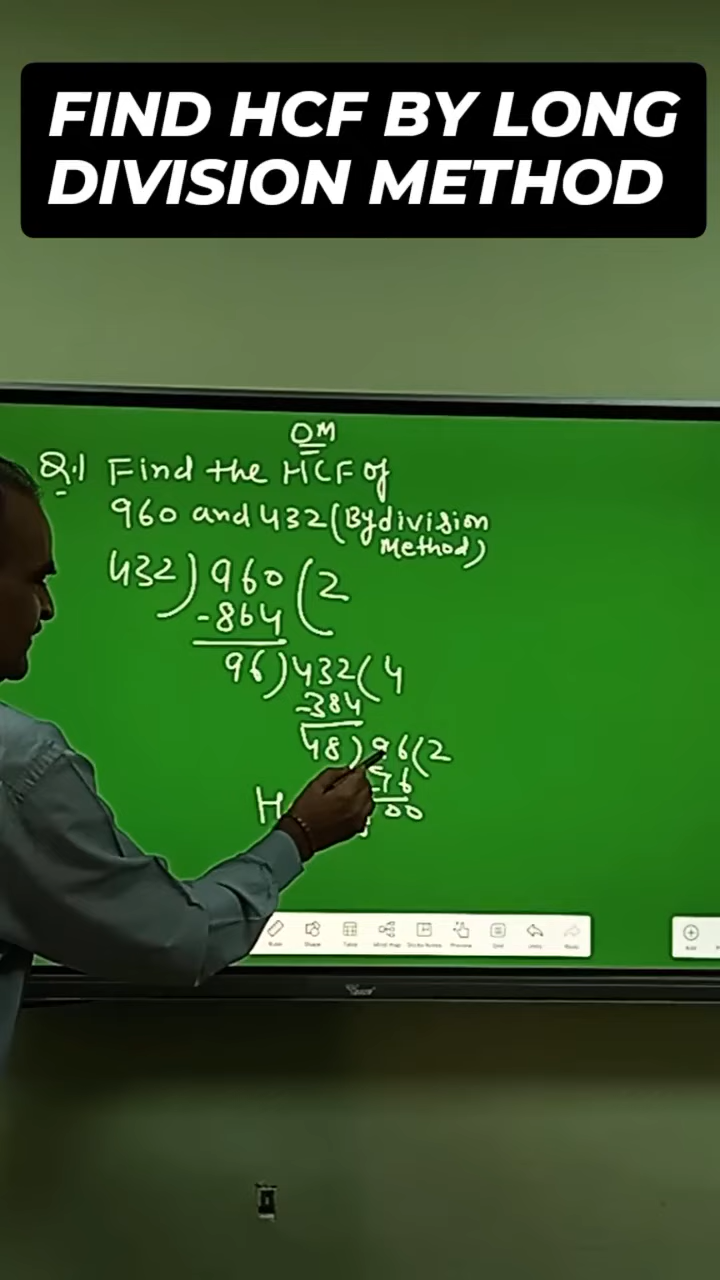 FIND HCF BY LONG
DIVISION METHOD
OM
Q.1 Find the HCF of
960 and 432 (By division
Method)
432) 960 (2
-864
96) 432 (4
-384
48) 96 (2
00
H